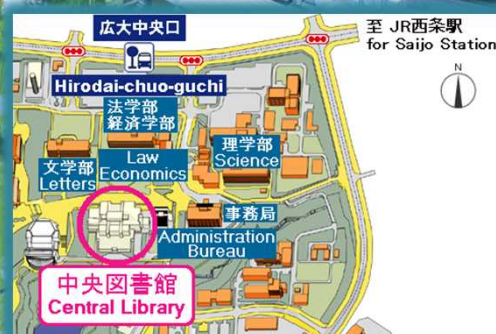 広大中央口
至 JR西条駅
for Saijo Station
N
Hirodai-chuo-guchi
法学部
経済学部
Law
Economics
理学部
Science
文学部
Letters
事務局
Administration
Bureau
中央図書館
Central Library